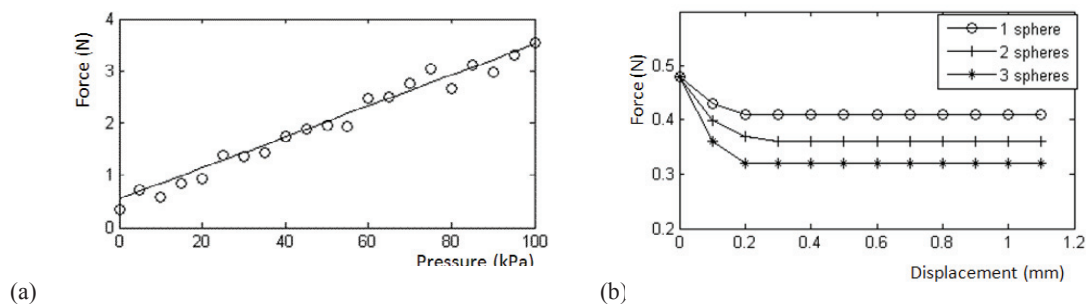 4
3
2
1
0
Force (N)
0
20
40
60
80
100
Pressure (kPa)
(a)
1 sphere
2 spheres
3 spheres
0.5
0.4
0.3
0.2
Force (N)
0
0.2
0.4
0.6
0.8
1
1.2
Displacement (mm)
(b)